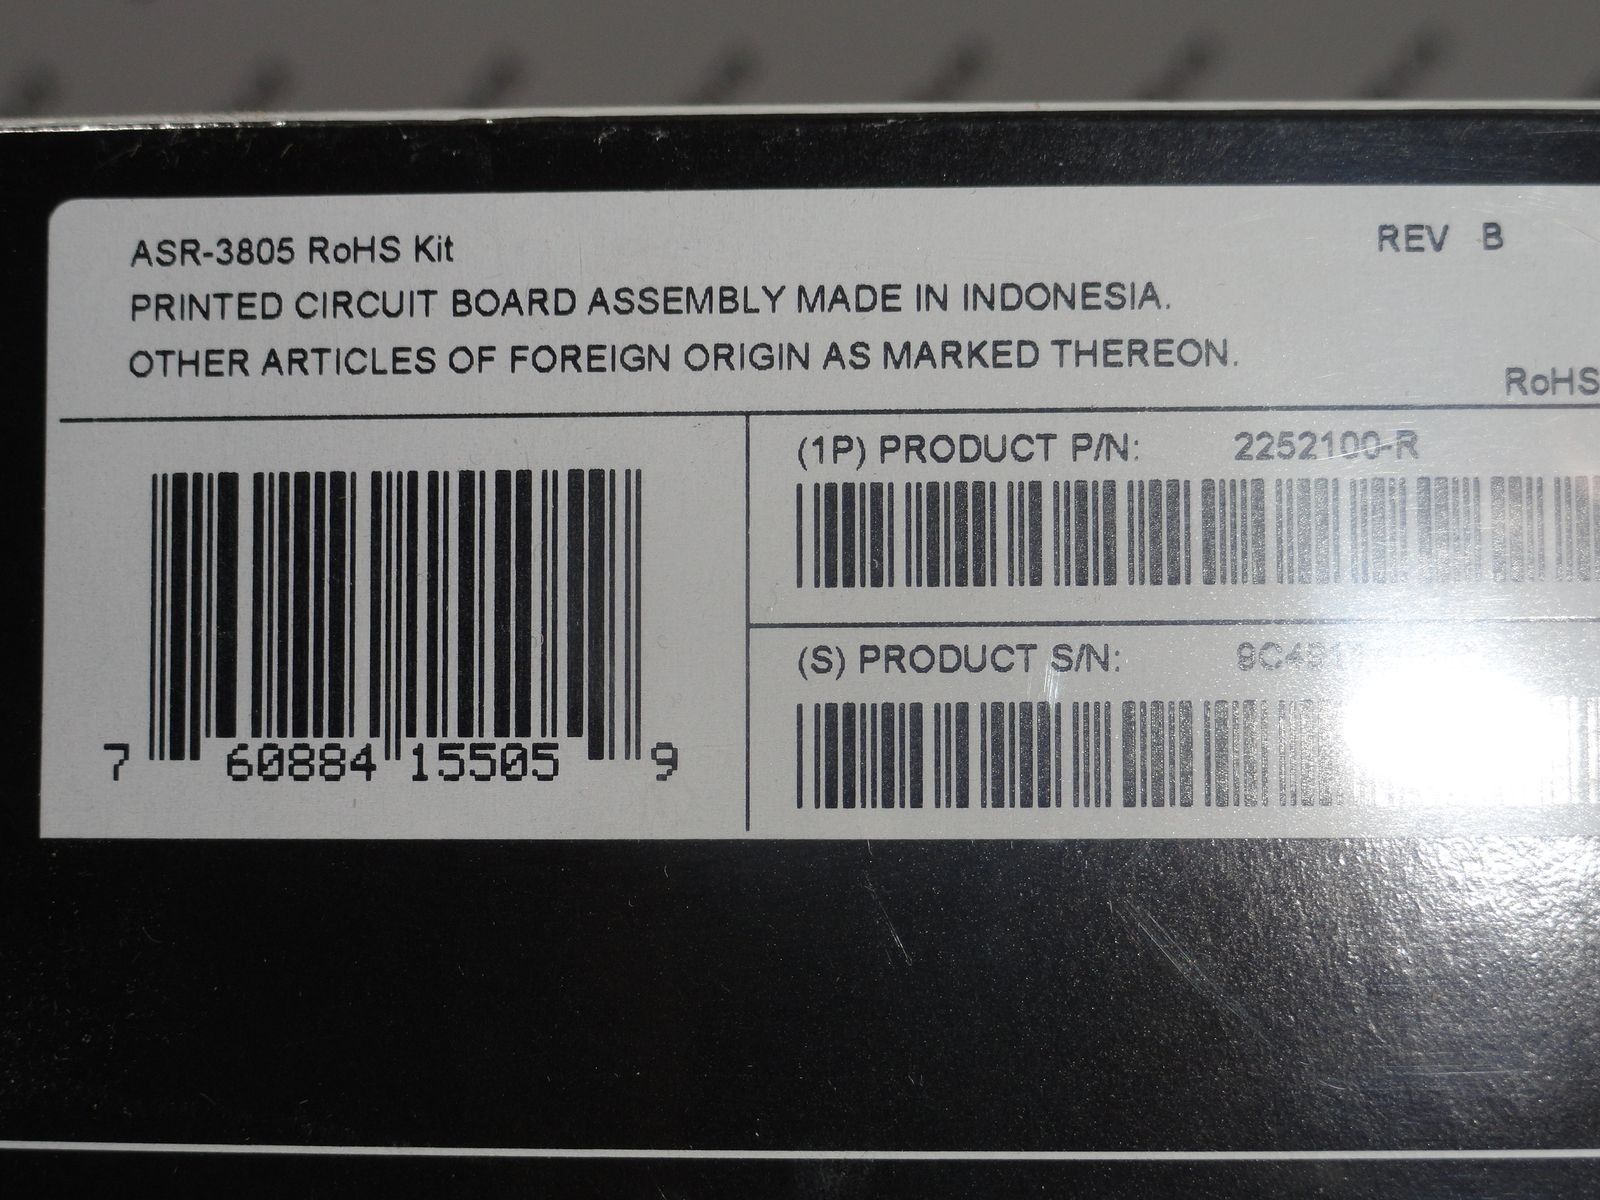 ASR-3805 RoHS Kit
REV B
PRINTED CIRCUIT BOARD ASSEMBLY MADE IN INDONESIA.
OTHER ARTICLES OF FOREIGN ORIGIN AS MARKED THEREON.
RoHS
(1P) PRODUCT P/N: 2252100-R
(S) PRODUCT S/N:
7 60884 15505 9